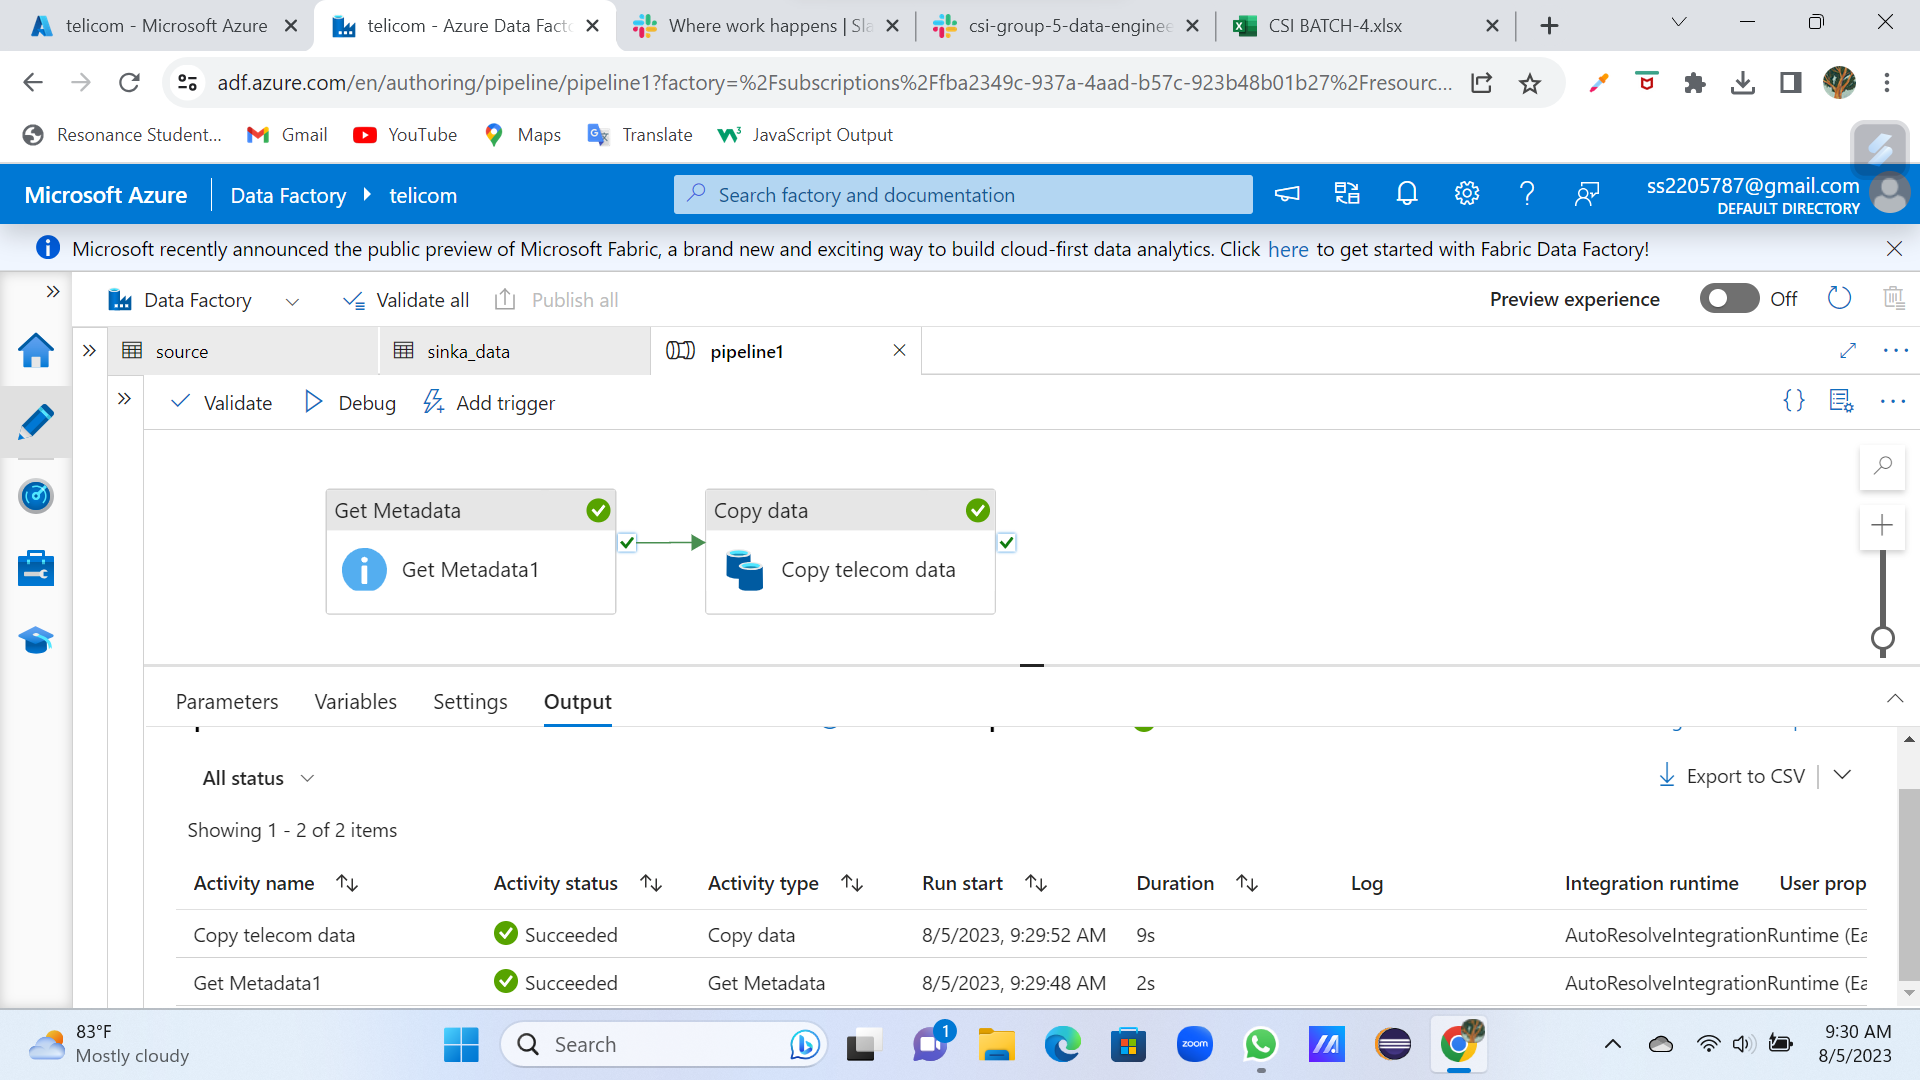 telicom - Microsoft Azure
telicom - Azure Data Facto
Where work happens | Sla
csi-group-5-data-enginee
CSI BATCH-4.xlsx
adf.azure.com/en/authoring/pipeline/pipeline1?factory=%2Fsubscriptions%2Ffba2349c-937a-4aad-b57c-923b48b01b27%2Fresourc...
Resonance Student...
Gmail
YouTube
Maps
Translate
JavaScript Output
Microsoft Azure
Data Factory
telicom
Search factory and documentation
ss2205787@gmail.com
DEFAULT DIRECTORY
Microsoft recently announced the public preview of Microsoft Fabric, a brand new and exciting way to build cloud-first data analytics. Click here to get started with Fabric Data Factory!
Data Factory
Validate all
Publish all
Preview experience
Off
source
sinka_data
pipeline1
Validate
Debug
Add trigger
Get Metadata
Get Metadata1
Copy data
Copy telecom data
Parameters
Variables
Settings
Output
All status
Export to CSV
Showing 1 - 2 of 2 items
Activity name
Activity status
Activity type
Run start
Duration
Log
Integration runtime
User prop
Copy telecom data
Succeeded
Copy data
8/5/2023, 9:29:52 AM
9s
AutoResolveIntegrationRuntime (Ea
Get Metadata1
Succeeded
Get Metadata
8/5/2023, 9:29:48 AM
2s
AutoResolveIntegrationRuntime (Ea
83°F
Mostly cloudy
Search
1
zoom
9:30 AM
8/5/2023